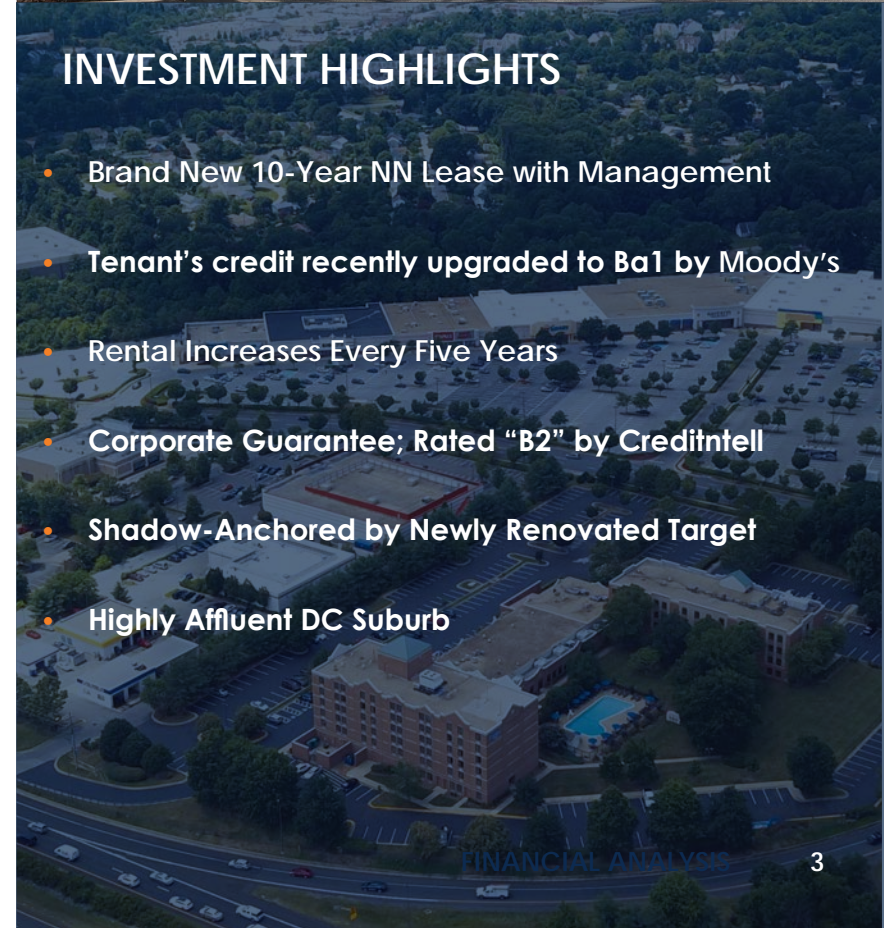 INVESTMENT HIGHLIGHTS
• Brand New 10-Year NN Lease with Management
• Tenant’s credit recently upgraded to Ba1 by Moody’s
• Rental Increases Every Five Years
• Corporate Guarantee; Rated “B2” by Creditntell
• Shadow-Anchored by Newly Renovated Target
• Highly Affluent DC Suburb
FINANCIAL ANALYSIS 3